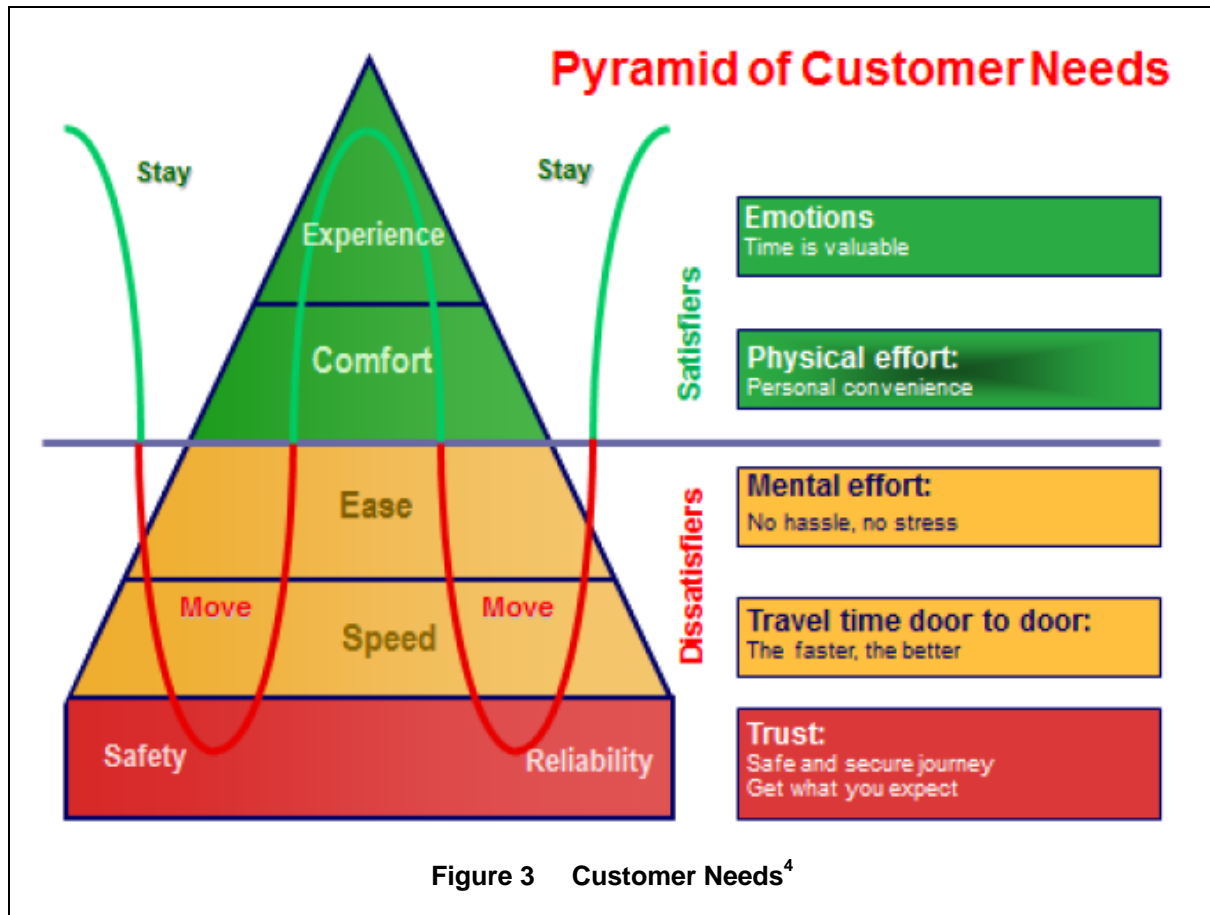 Pyramid of Customer Needs
Stay
Stay
Experience
Comfort
Ease
Move
Move
Speed
Safety
Reliability
Satisfiers
Dissatisfiers
Emotions
Time is valuable
Physical effort:
Personal convenience
Mental effort:
No hassle, no stress
Travel time door to door:
The faster, the better
Trust:
Safe and secure journey
Get what you expect
Figure 3 Customer Needs4